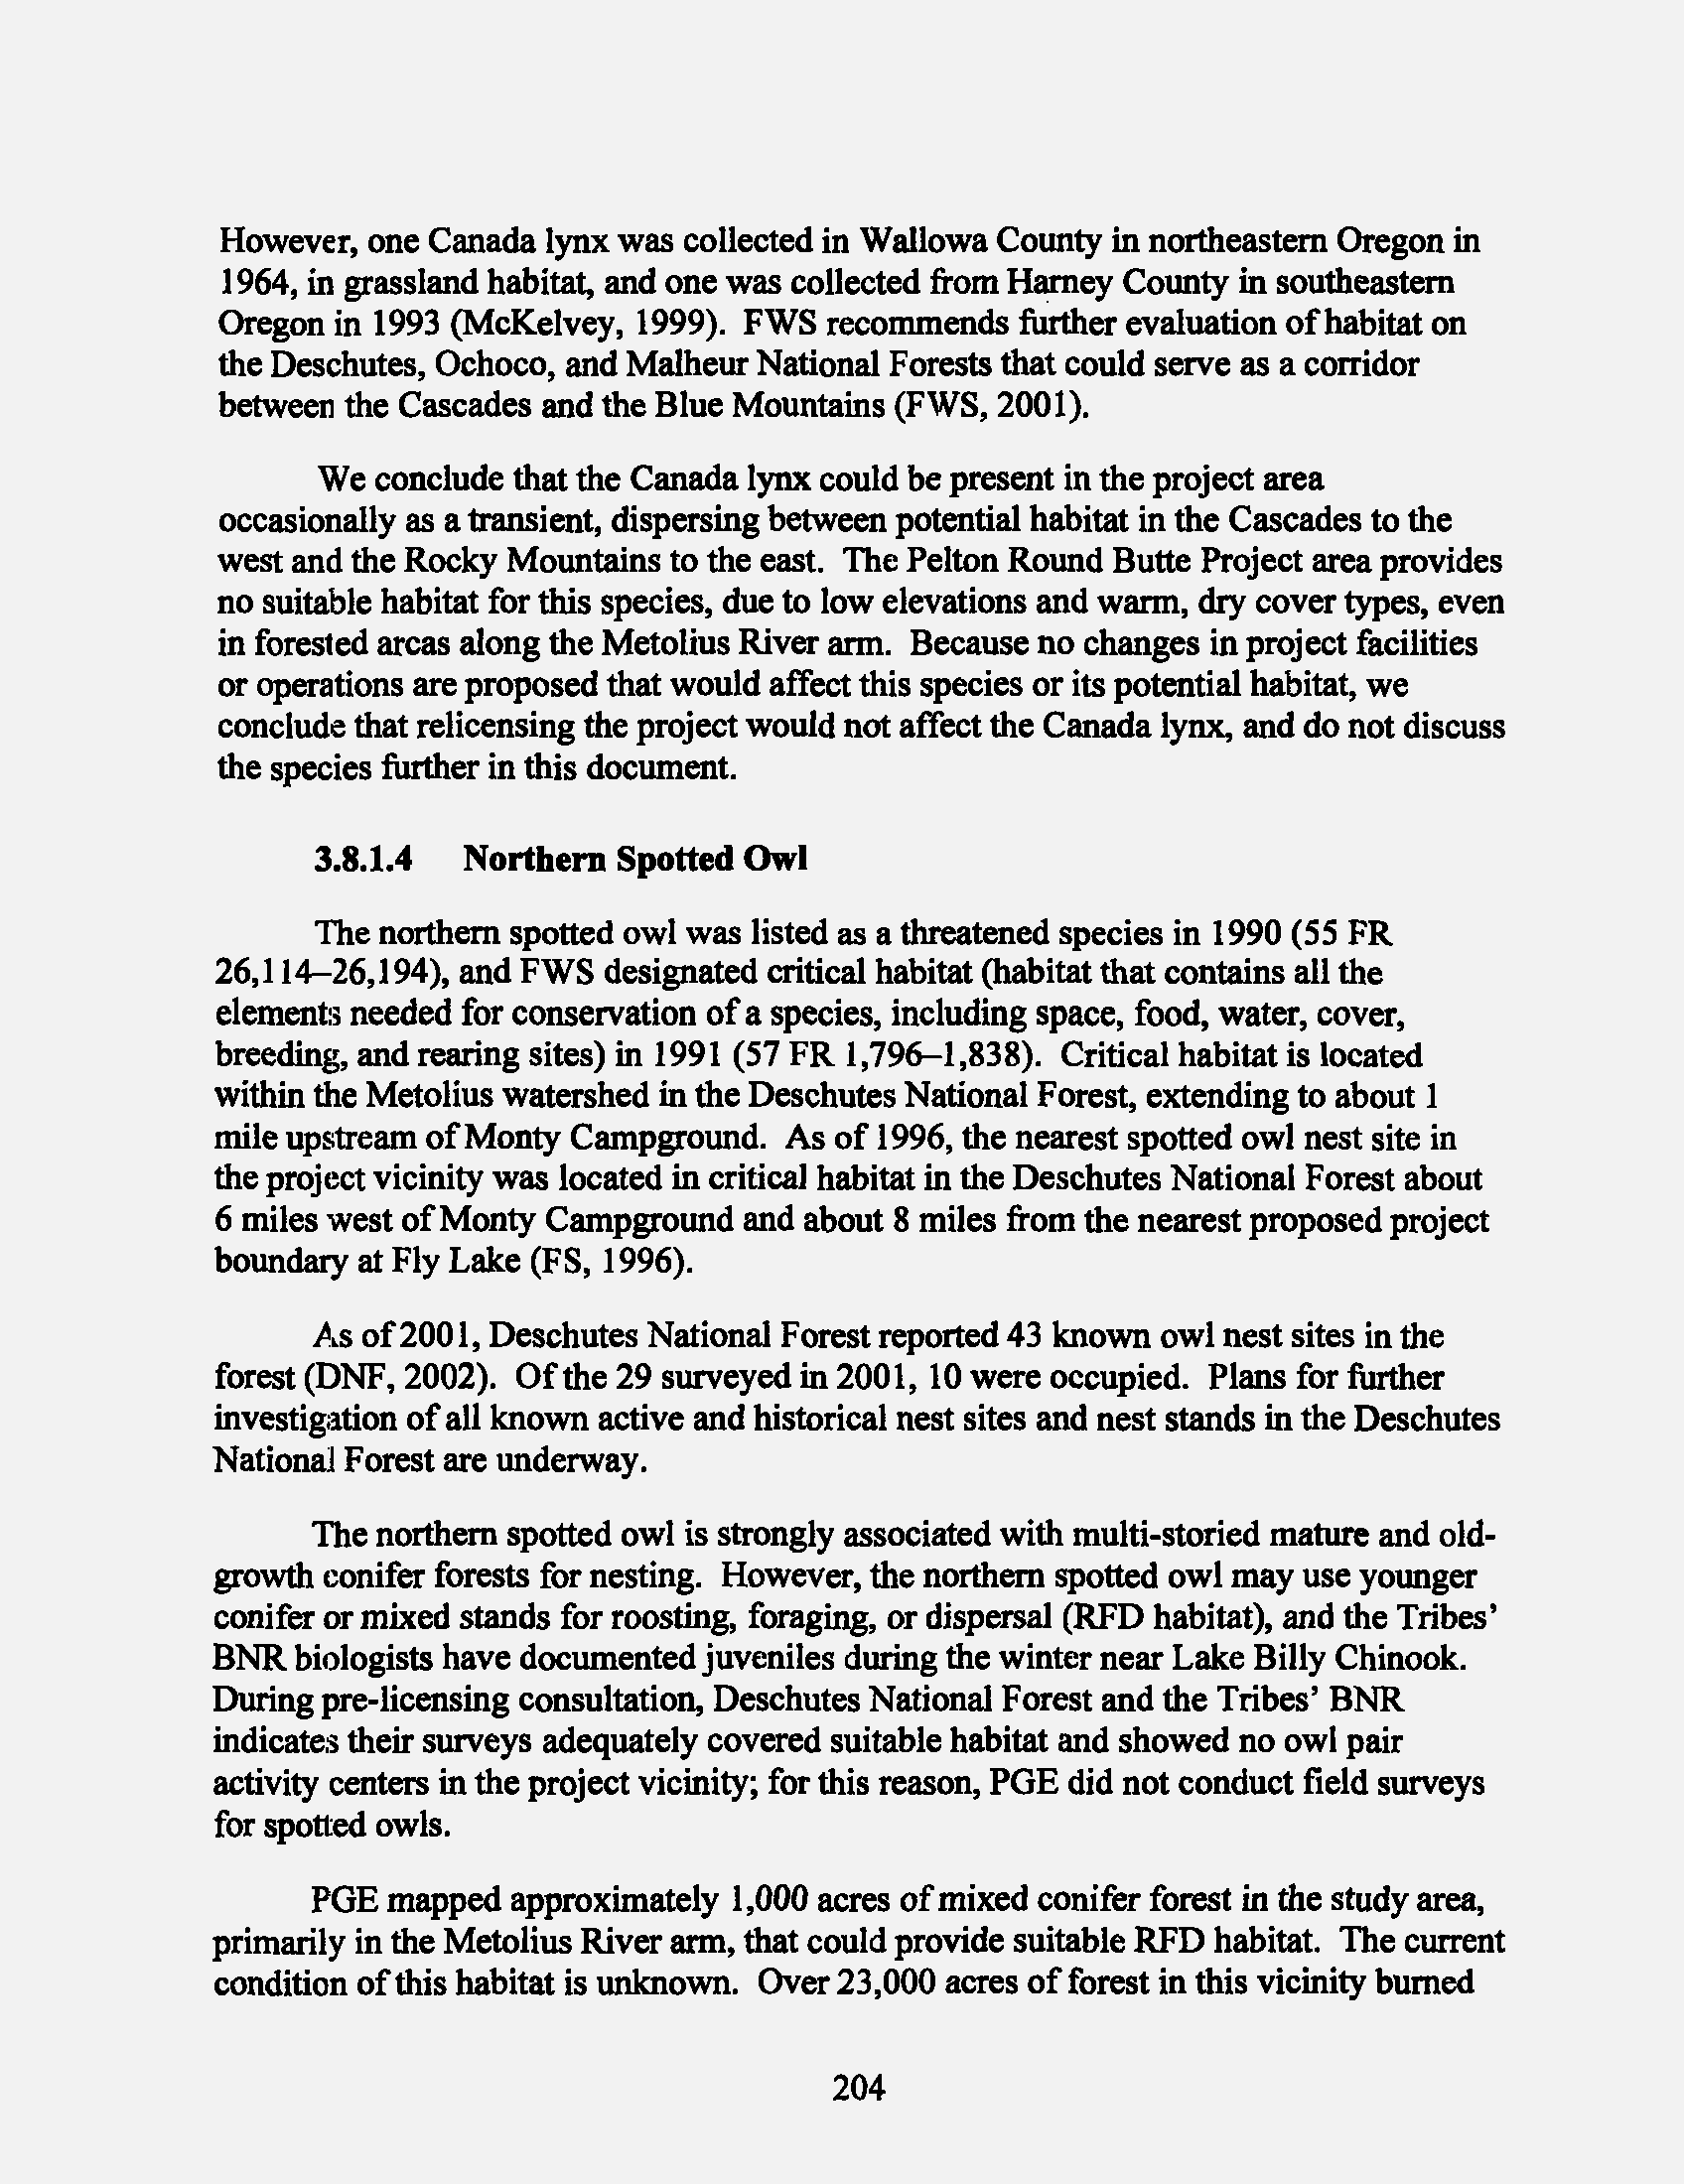 However, one Canada lynx was collected in Wallowa County in northeastern Oregon in
1964, in grassland habitat, and one was collected from Harney County in southeastern
Oregon in 1993 (McKelvey, 1999). FWS recommends further evaluation of habitat on
the Deschutes, Ochoco, and Malheur National Forests that could serve as a corridor
between the Cascades and the Blue Mountains (FWS, 2001).
We conclude that the Canada lynx could be present in the project area
occasionally as a transient, dispersing between potential habitat in the Cascades to the
west and the Rocky Mountains to the east. The Pelton Round Butte Project area provides
no suitable habitat for this species, due to low elevations and warm, dry cover types, even
in forested areas along the Metolius River arm. Because no changes in project facilities
or operations are proposed that would affect this species or its potential habitat, we
conclude that relicensing the project would not affect the Canada lynx, and do not discuss
the species further in this document.
3.8.1.4 Northern Spotted Owl
The northern spotted owl was listed as a threatened species in 1990 (55 FR
26,114–26,194), and FWS designated critical habitat (habitat that contains all the
elements needed for conservation of a species, including space, food, water, cover,
breeding, and rearing sites) in 1991 (57 FR 1,796–1,838). Critical habitat is located
within the Metolius watershed in the Deschutes National Forest, extending to about 1
mile upstream of Monty Campground. As of 1996, the nearest spotted owl nest site in
the project vicinity was located in critical habitat in the Deschutes National Forest about
6 miles west of Monty Campground and about 8 miles from the nearest proposed project
boundary at Fly Lake (FS, 1996).
As of 2001, Deschutes National Forest reported 43 known owl nest sites in the
forest (DNF, 2002). Of the 29 surveyed in 2001, 10 were occupied. Plans for further
investigation of all known active and historical nest sites and nest stands in the Deschutes
National Forest are underway.
The northern spotted owl is strongly associated with multi-storied mature and old-
growth conifer forests for nesting. However, the northern spotted owl may use younger
conifer or mixed stands for roosting, foraging, or dispersal (RFD habitat), and the Tribes’
BNR biologists have documented juveniles during the winter near Lake Billy Chinook.
During pre-licensing consultation, Deschutes National Forest and the Tribes’ BNR
indicates their surveys adequately covered suitable habitat and showed no owl pair
activity centers in the project vicinity; for this reason, PGE did not conduct field surveys
for spotted owls.
PGE mapped approximately 1,000 acres of mixed conifer forest in the study area,
primarily in the Metolius River arm, that could provide suitable RFD habitat. The current
condition of this habitat is unknown. Over 23,000 acres of forest in this vicinity burned
204